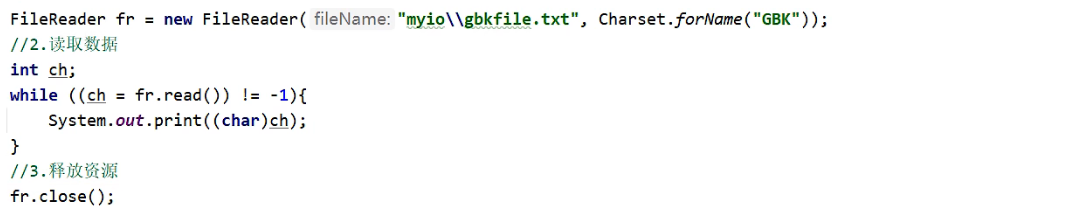 FileReader fr = new FileReader( fileName: "myio\\gbkfile.txt", Charset.forName("GBK"));
//2.读取数据
int ch;
while ((ch = fr.read()) != -1){
    System.out.print((char)ch);
}
//3.释放资源
fr.close();